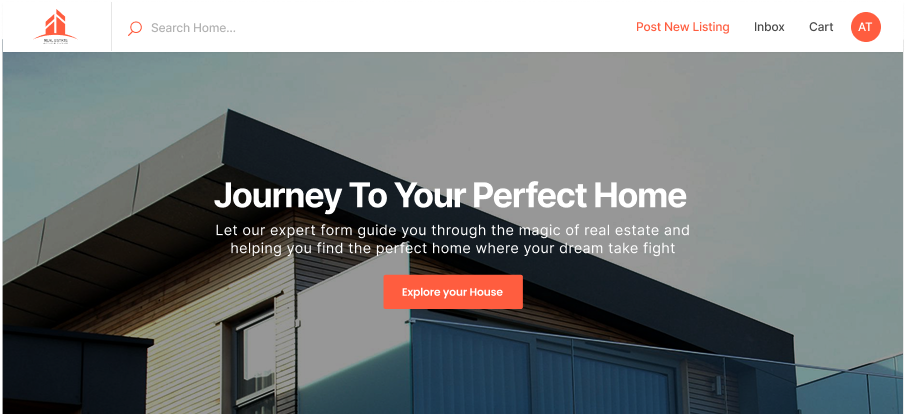 REAL ESTATE
Search Home...
Post New Listing
Inbox
Cart
AT
Journey To Your Perfect Home
Let our expert form guide you through the magic of real estate and
helping you find the perfect home where your dream take fight
Explore your House